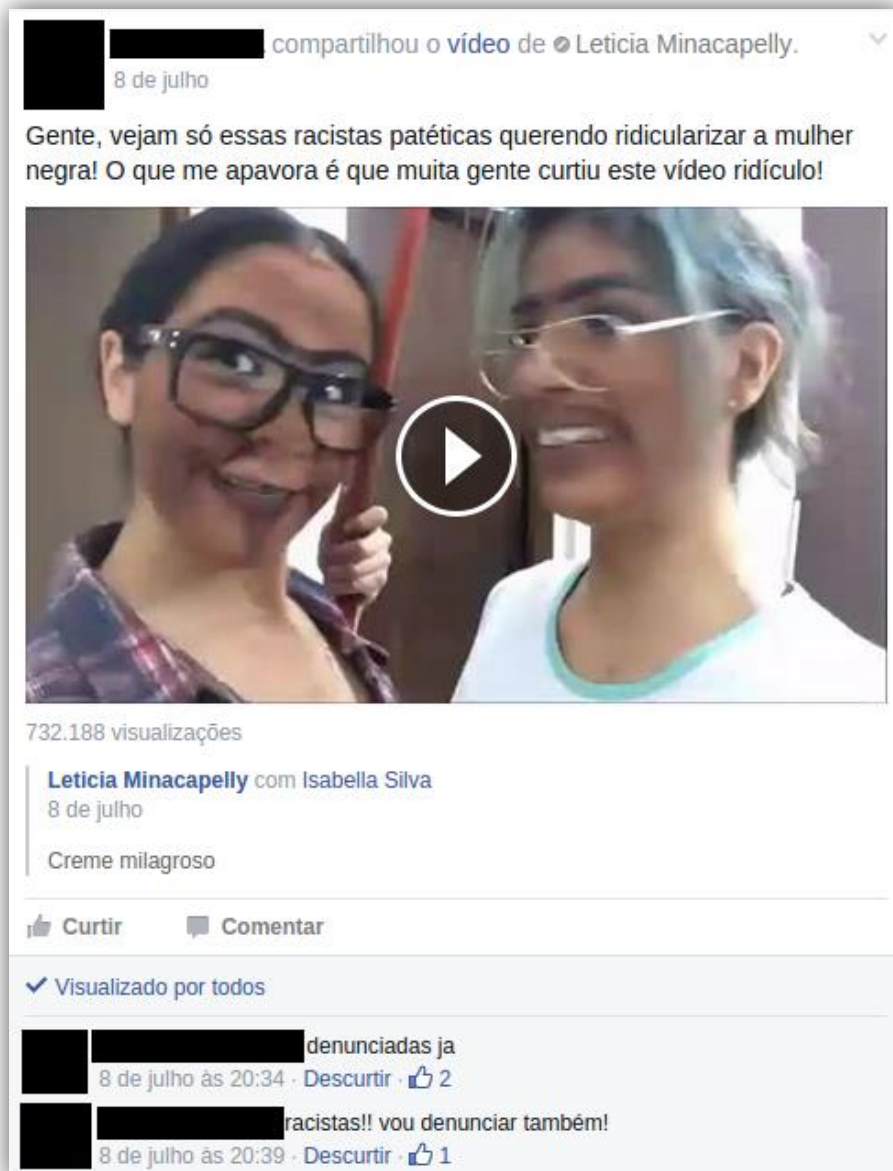 compartilhou o vídeo de Leticia Minacapelly.
8 de julho
Gente, vejam só essas racistas patéticas querendo ridicularizar a mulher
negra! O que me apavora é que muita gente curtiu este vídeo ridículo!
732.188 visualizações
Leticia Minacapelly com Isabella Silva
8 de julho
Creme milagroso
Curtir Comentar
Visualizado por todos
denunciadas ja
8 de julho às 20:34 · Descurtir · 2
racistas!! vou denunciar também!
8 de julho às 20:39 · Descurtir · 1